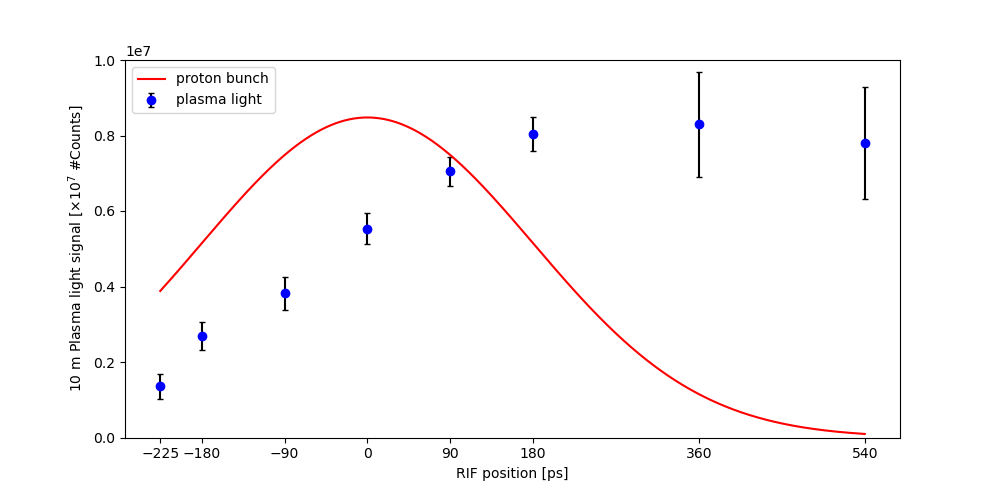 1e7
1.0
0.8
0.6
0.4
0.2
0.0
10 m Plasma light signal [×10⁷ #Counts]
proton bunch
plasma light
−225 −180 −90 0 90 180 360 540
RIF position [ps]